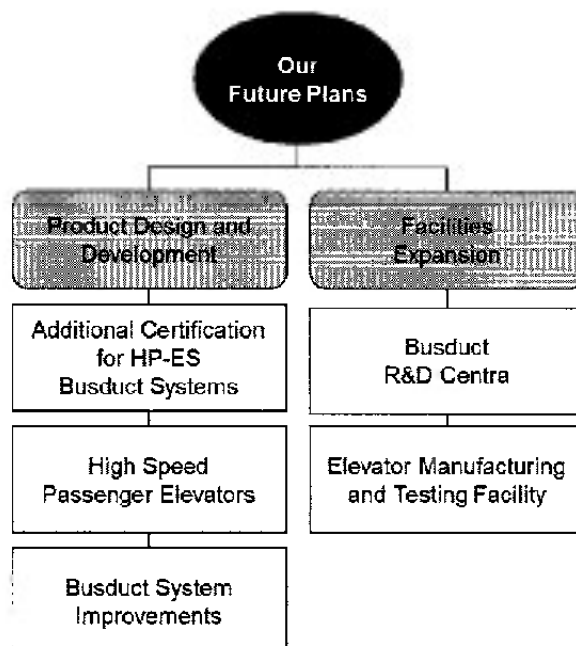 Our
Future Plans
Product Design and
Development
Facilities
Expansion
Additional Certification
for HP-ES
Busduct Systems
Busduct
R&D Centra
High Speed
Passenger Elevators
Elevator Manufacturing
and Testing Facility
Busduct System
Improvements